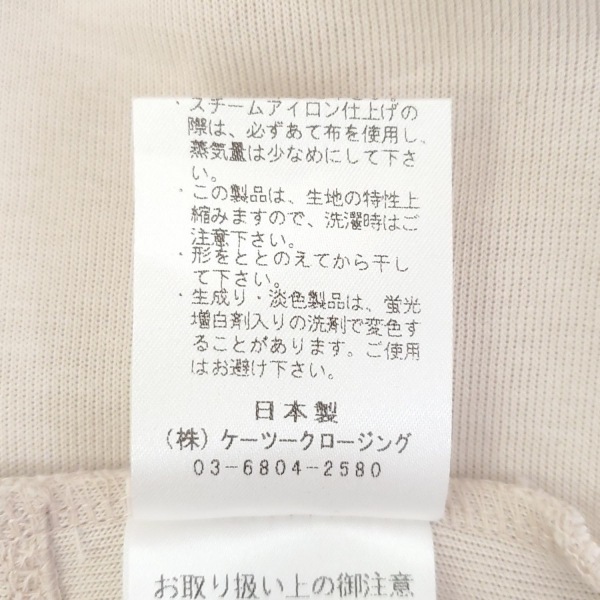 ・スチームアイロン仕上げの
際は、必ずあて布を使用し、
蒸気量は少なめにして下さ
い。
・この製品は、生地の特性上
縮みますので、洗濯時はご
注意下さい。
・形をととのえてから干し
て下さい。
・生成り・淡色製品は、蛍光
増白剤入りの洗剤で変色す
ることがあります。ご使用
はお避け下さい。
日本製
(株)ケーツークロージング
03-6804-2580
お取り扱い上の御注意